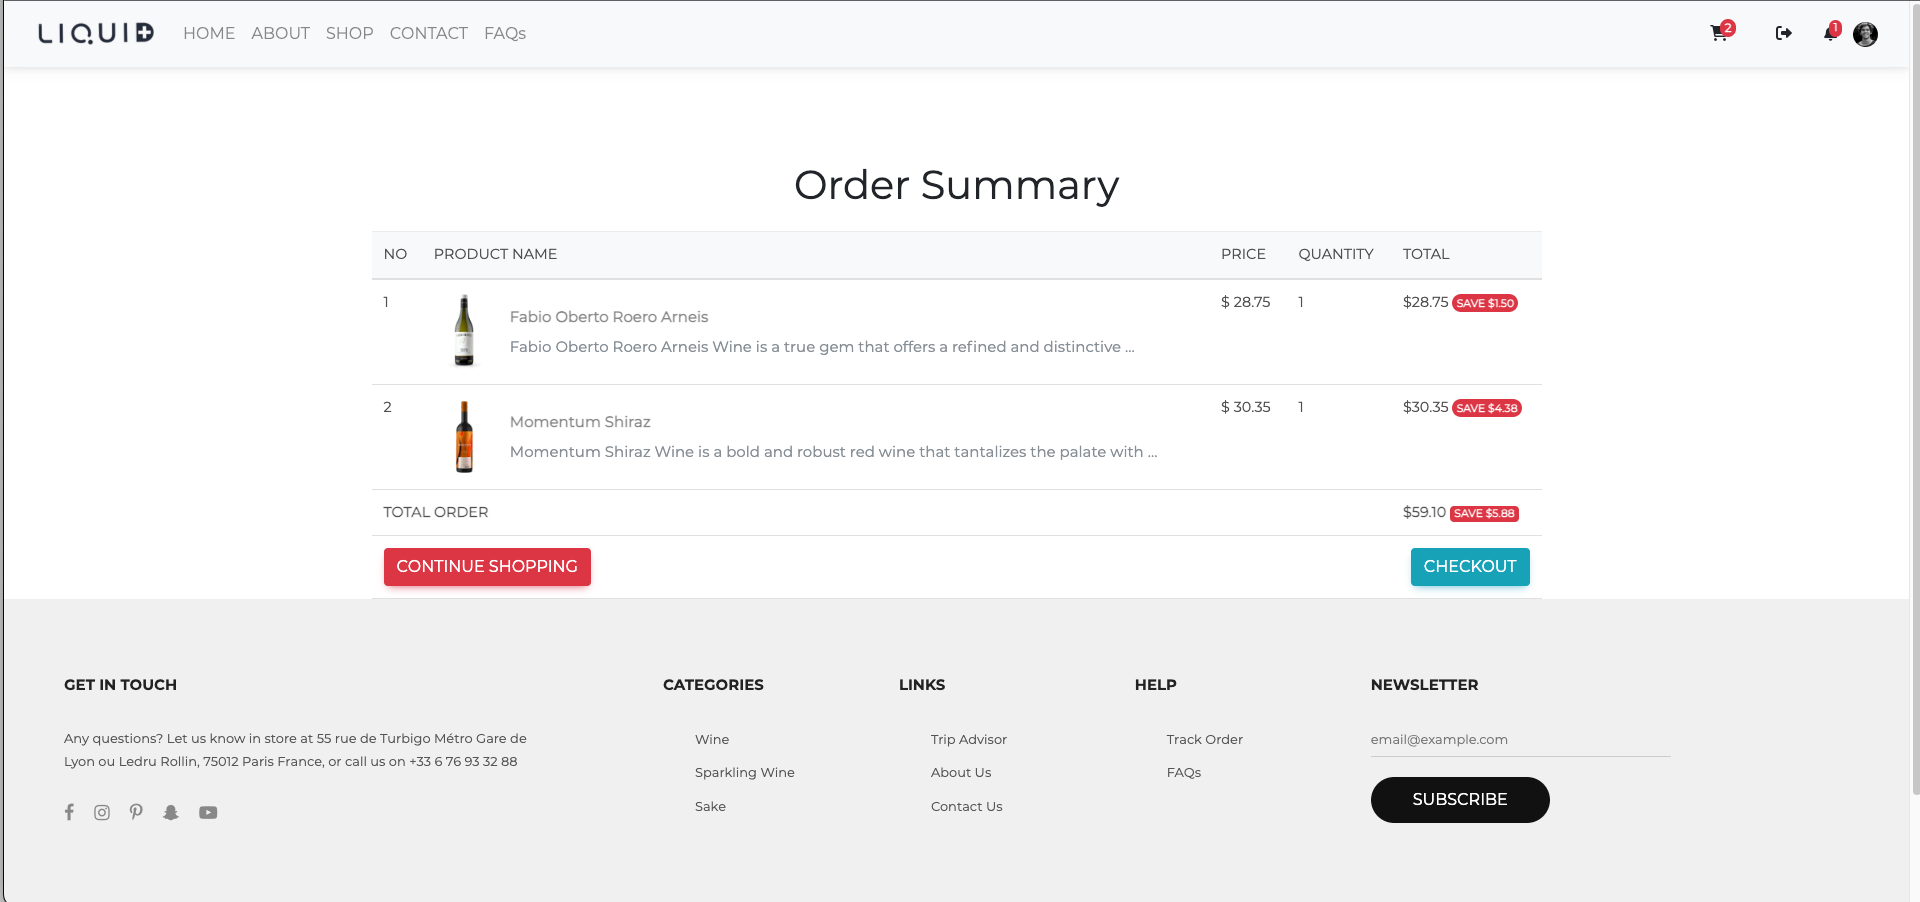 LIQUID HOME ABOUT SHOP CONTACT FAQs 2 1
Order Summary
NO PRODUCT NAME PRICE QUANTITY TOTAL
1 $ 28.75 1 $28.75 SAVE $1.50
Fabio Oberto Roero Arneis
Fabio Oberto Roero Arneis Wine is a true gem that offers a refined and distinctive ...
2 $ 30.35 1 $30.35 SAVE $4.38
Momentum Shiraz
Momentum Shiraz Wine is a bold and robust red wine that tantalizes the palate with ...
TOTAL ORDER $59.10 SAVE $5.88
CONTINUE SHOPPING CHECKOUT
GET IN TOUCH
Any questions? Let us know in store at 55 rue de Turbigo Métro Gare de
Lyon ou Ledru Rollin, 75012 Paris France, or call us on +33 6 76 93 32 88
CATEGORIES
Wine
Sparkling Wine
Sake
LINKS
Trip Advisor
About Us
Contact Us
HELP
Track Order
FAQs
NEWSLETTER
email@example.com
SUBSCRIBE